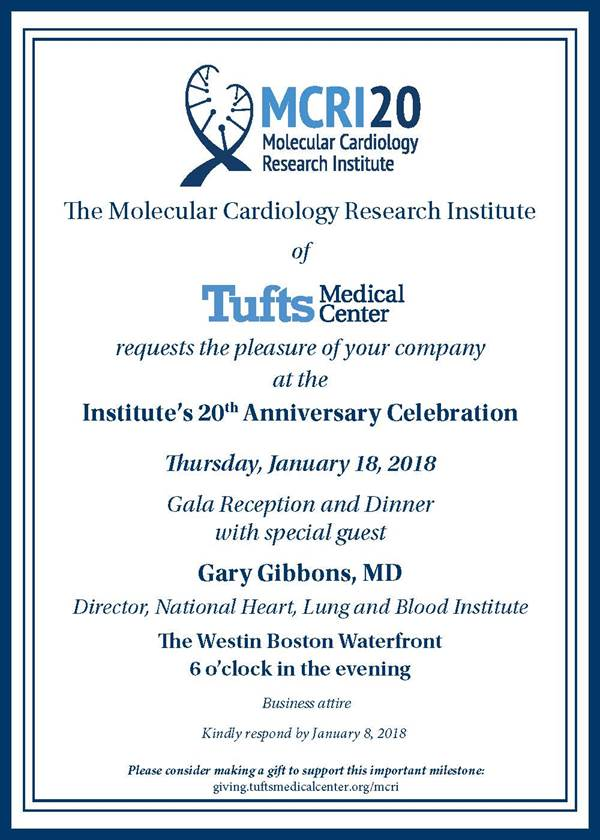 MCRI20
Molecular Cardiology
Research Institute
The Molecular Cardiology Research Institute
of
Tufts Medical Center
requests the pleasure of your company
at the
Institute’s 20th Anniversary Celebration
Thursday, January 18, 2018
Gala Reception and Dinner
with special guest
Gary Gibbons, MD
Director, National Heart, Lung and Blood Institute
The Westin Boston Waterfront
6 o’clock in the evening
Business attire
Kindly respond by January 8, 2018
Please consider making a gift to support this important milestone:
giving.tuftsmedicalcenter.org/mcri